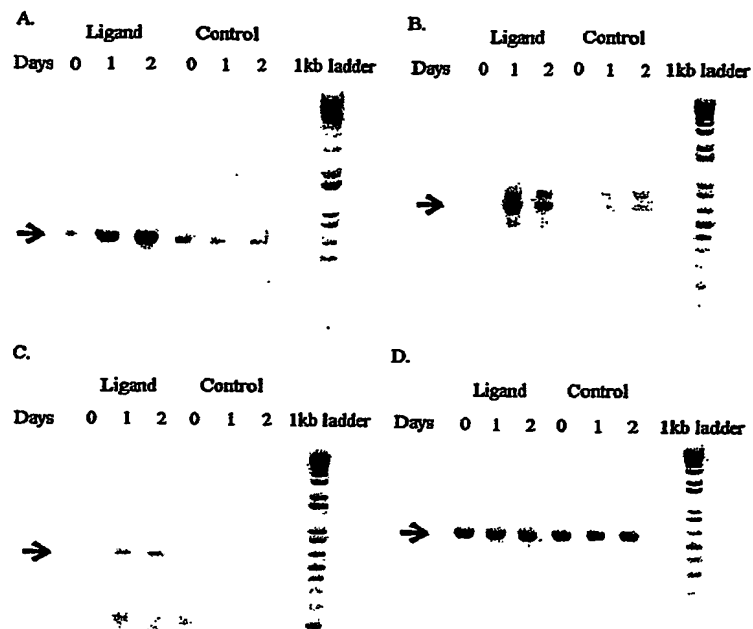 A.
Ligand Control
Days 0 1 2 0 1 2 1kb ladder
B.
Ligand Control
Days 0 1 2 0 1 2 1kb ladder
C.
Ligand Control
Days 0 1 2 0 1 2 1kb ladder
D.
Ligand Control
Days 0 1 2 0 1 2 1kb ladder